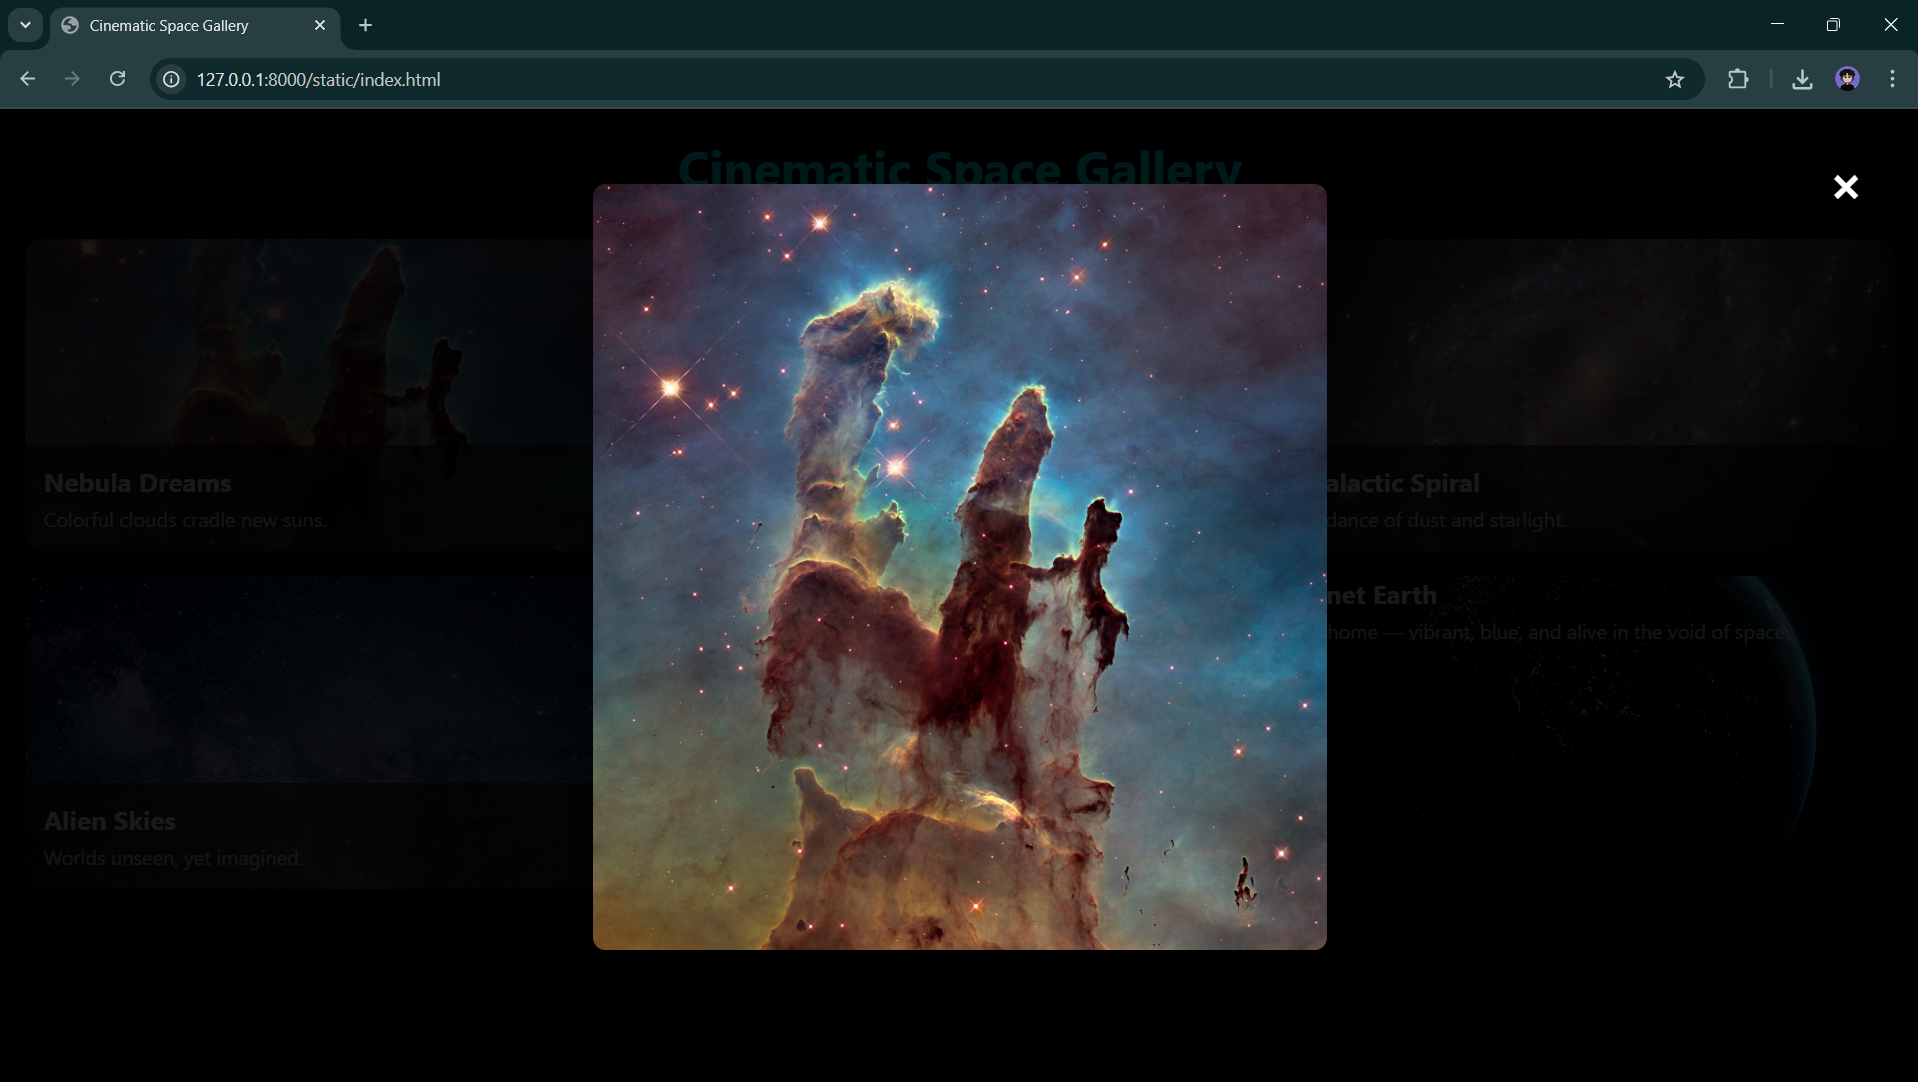 Cinematic Space Gallery
127.0.0.1:8000/static/index.html
Cinematic Space Gallery
Nebula Dreams
Colorful clouds cradle new suns.
alactic Spiral
dance of dust and starlight.
net Earth
home — vibrant, blue, and alive in the void of space.
Alien Skies
Worlds unseen, yet imagined.